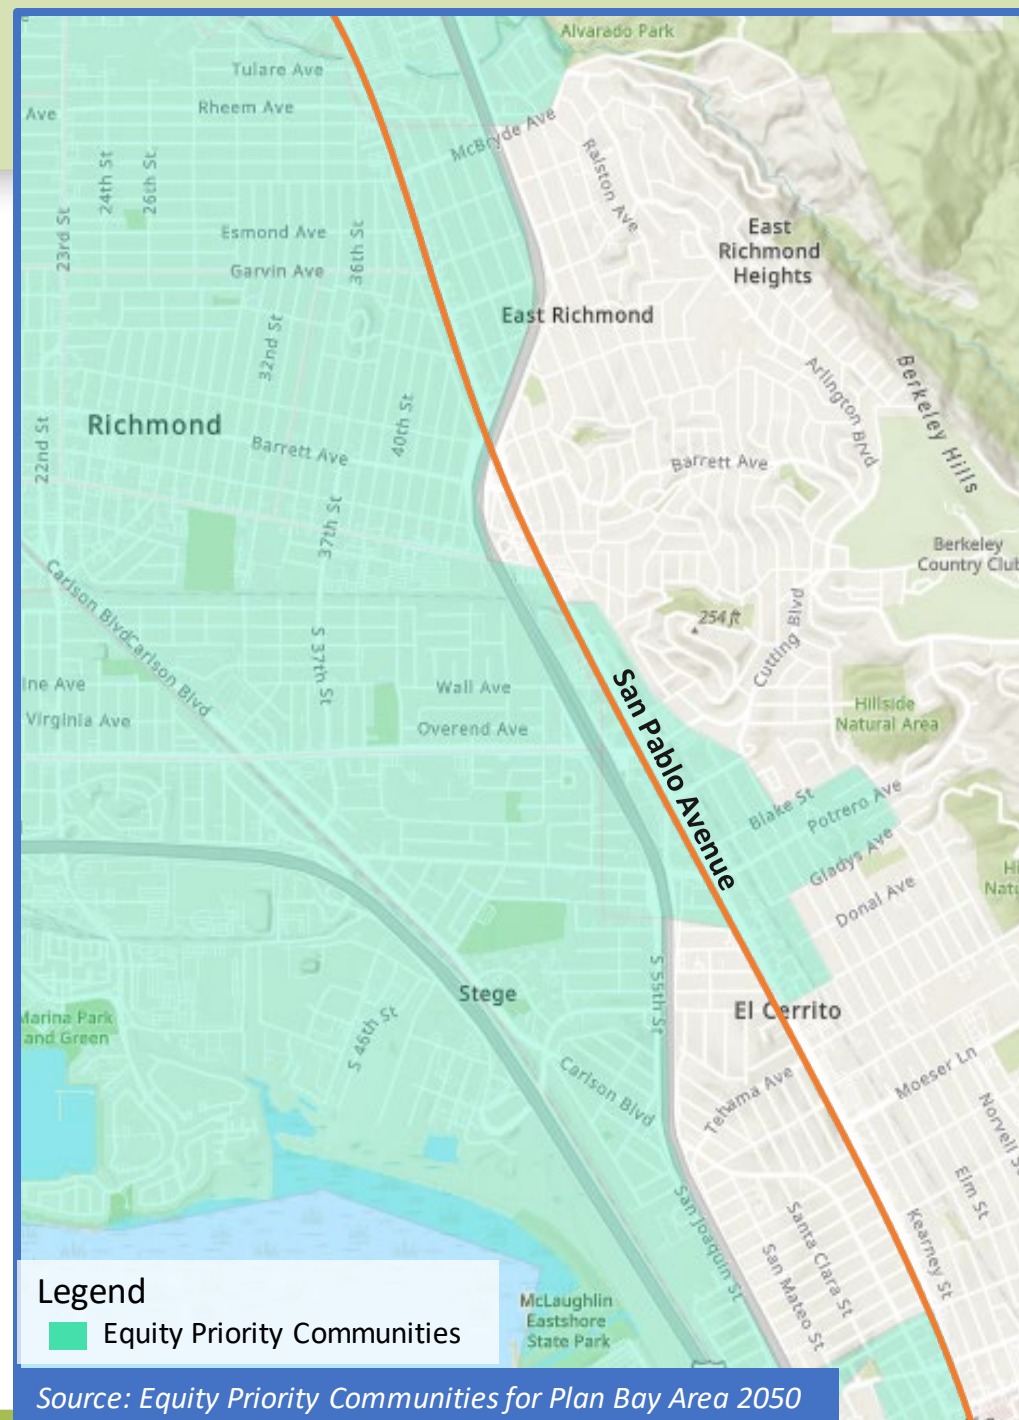 Alvarado Park
Tulare Ave
Rheem Ave
Ave
McBryde Ave
Ralston Ave
24th St
26th St
23rd St
Esmond Ave
36th St
Garvin Ave
East
Richmond
Heights
East Richmond
32nd St
Arlington Blvd
Berkeley Hills
Richmond
40th St
22nd St
Barrett Ave
Barrett Ave
37th St
Berkeley
Country Club
Carlson Blvd
Carlson Blvd
254 ft
Cutting Blvd
S 37th St
ine Ave
Wall Ave
Virginia Ave
Overend Ave
San Pablo Avenue
Hillside
Natural Area
Blake St
Potrero Ave
Gladys Ave
Donal Ave
Hi
Natu
S 55th St
Stege
El Cerrito
Marina Park
and Green
S 46th St
Carlson Blvd
Tehama Ave
Moeser Ln
Norvell S
Elm St
San Joaquin St
Santa Clara St
San Mateo St
Kearney St
McLaughlin
Eastshore
State Park
Legend
Equity Priority Communities
Source: Equity Priority Communities for Plan Bay Area 2050